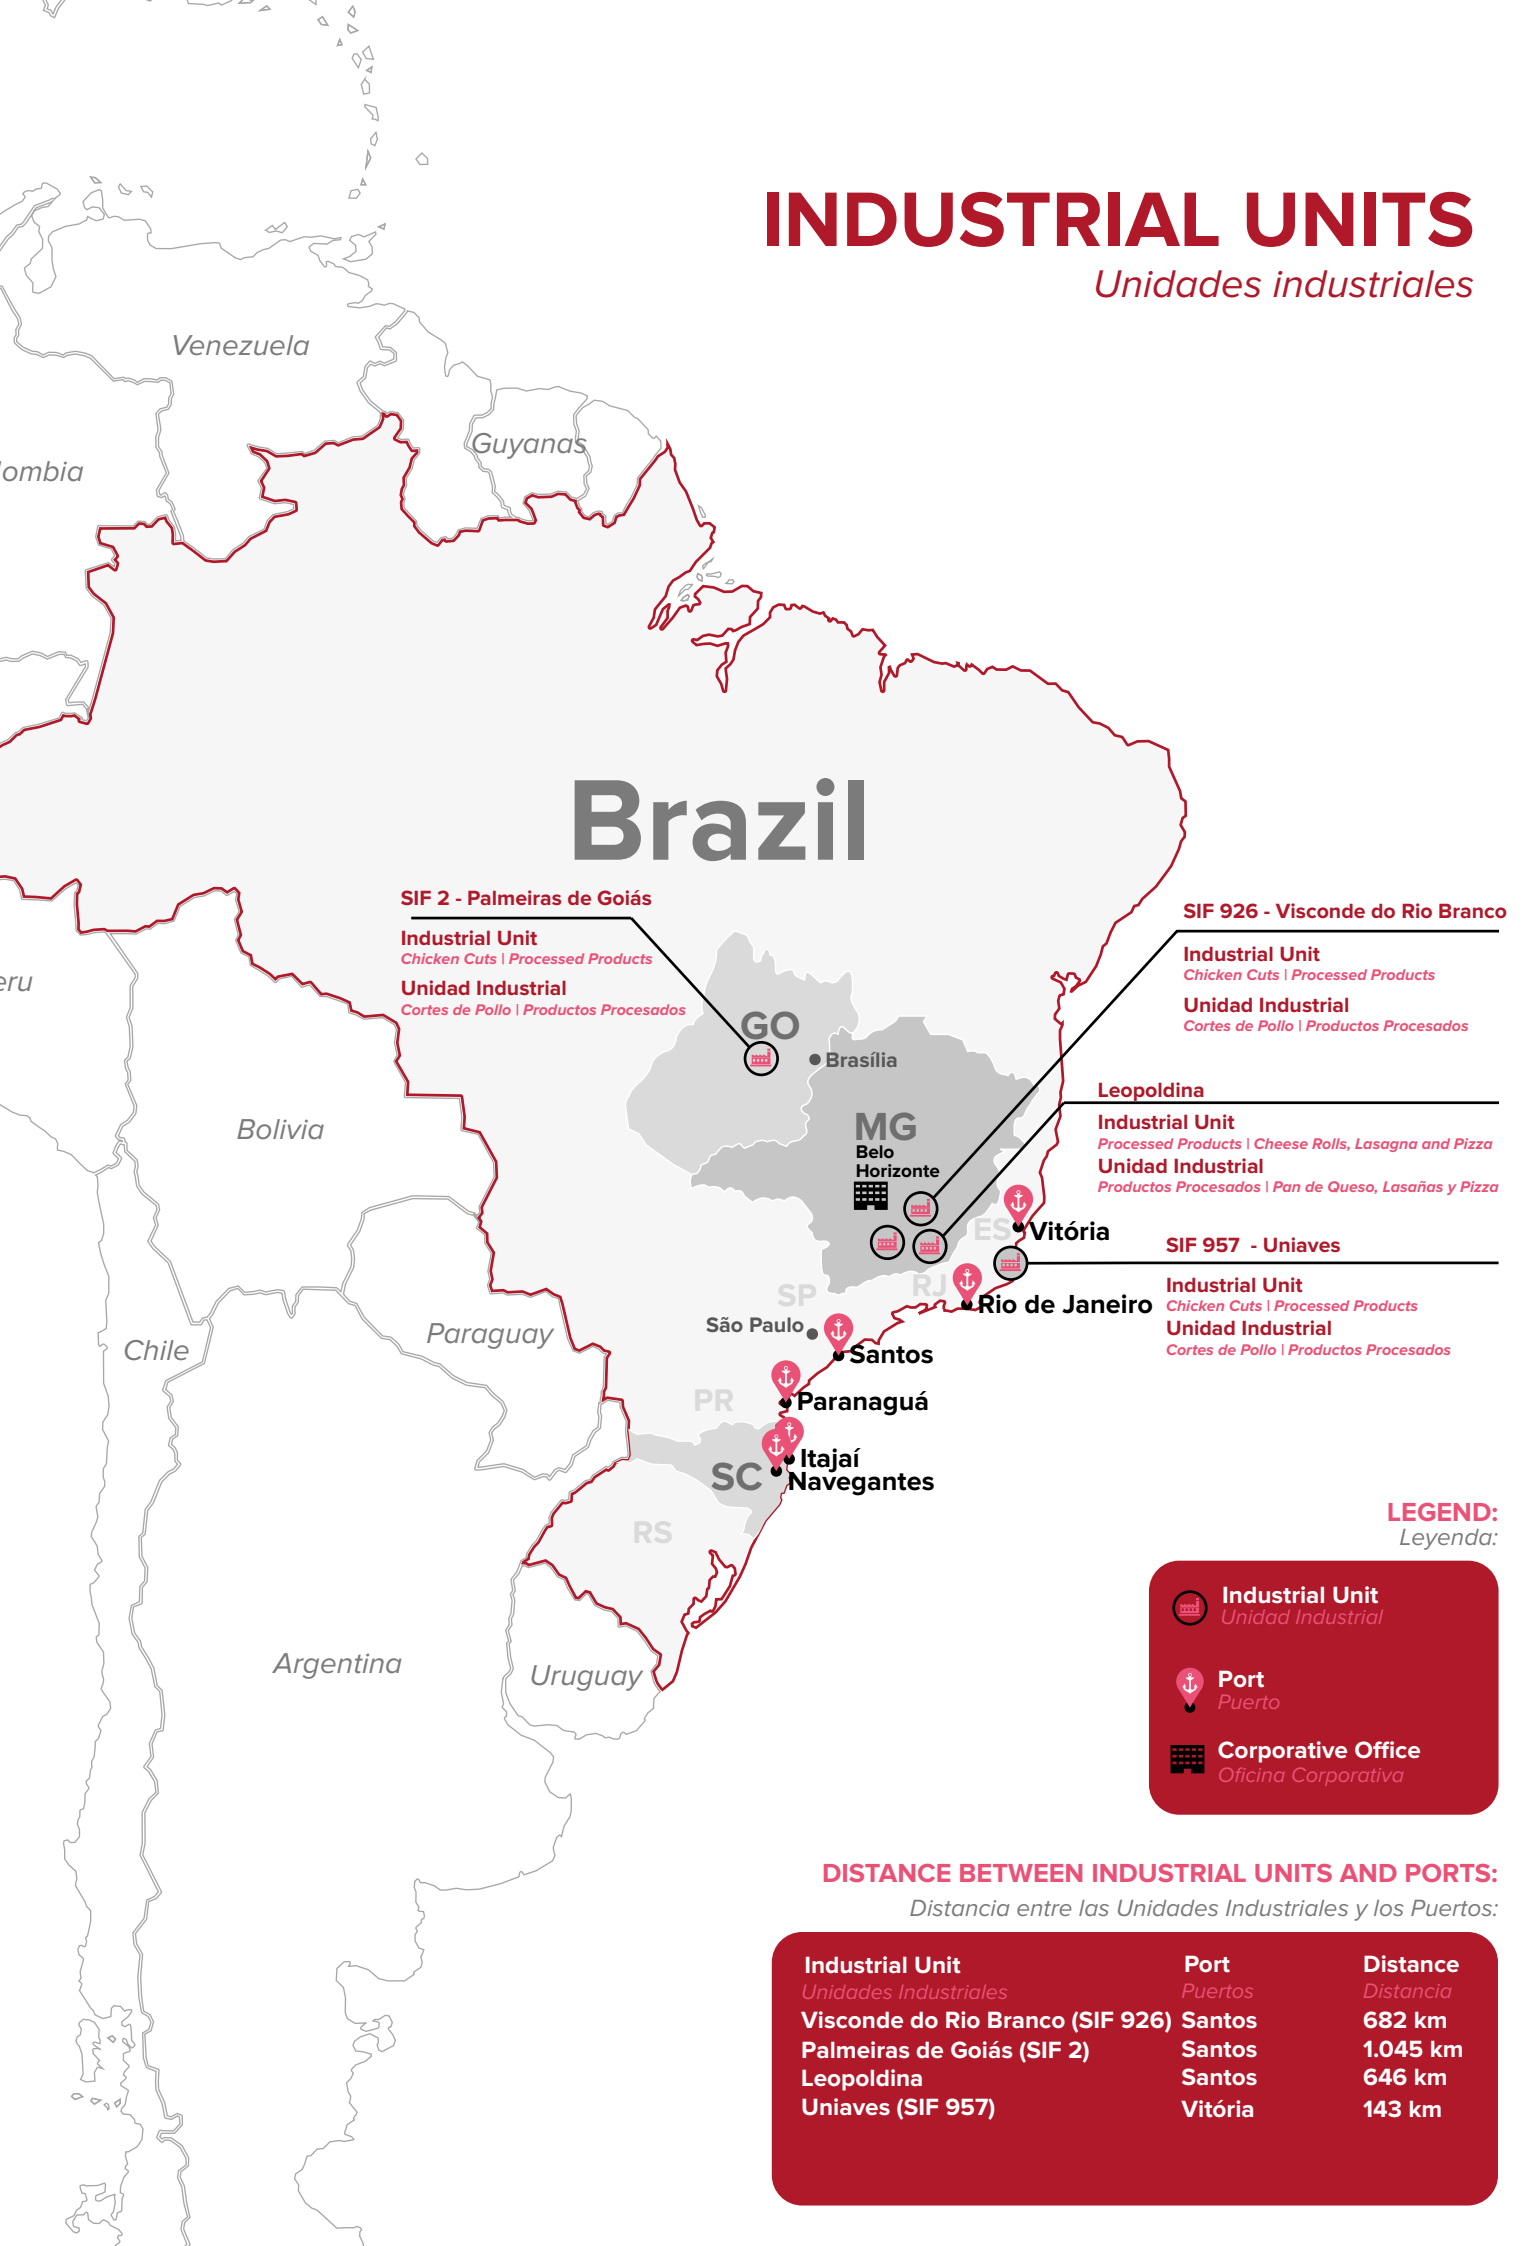 INDUSTRIAL UNITS
Unidades industriales
Venezuela
Guyanas
ombia
Brazil
SIF 2 - Palmeiras de Goiás
Industrial Unit
Chicken Cuts | Processed Products
Unidad Industrial
Cortes de Pollo | Productos Procesados
SIF 926 - Visconde do Rio Branco
Industrial Unit
Chicken Cuts | Processed Products
Unidad Industrial
Cortes de Pollo | Productos Procesados
eru
GO
Brasília
Bolivia
MG
Belo
Horizonte
Leopoldina
Industrial Unit
Processed Products | Cheese Rolls, Lasagna and Pizza
Unidad Industrial
Productos Procesados | Pan de Queso, Lasañas y Pizza
ES
Vitória
SIF 957 - Uniaves
Industrial Unit
Chicken Cuts | Processed Products
Unidad Industrial
Cortes de Pollo | Productos Procesados
SP
RJ
Rio de Janeiro
São Paulo
Santos
Chile
Paraguay
PR
Paranaguá
Itajaí
Navegantes
SC
RS
Argentina
Uruguay
LEGEND:
Leyenda:
Industrial Unit
Unidad Industrial
Port
Puerto
Corporative Office
Oficina Corporativa
DISTANCE BETWEEN INDUSTRIAL UNITS AND PORTS:
Distancia entre las Unidades Industriales y los Puertos:
Industrial Unit Port Distance
Unidades Industriales Puertos Distancia
Visconde do Rio Branco (SIF 926) Santos 682 km
Palmeiras de Goiás (SIF 2) Santos 1.045 km
Leopoldina Santos 646 km
Uniaves (SIF 957) Vitória 143 km